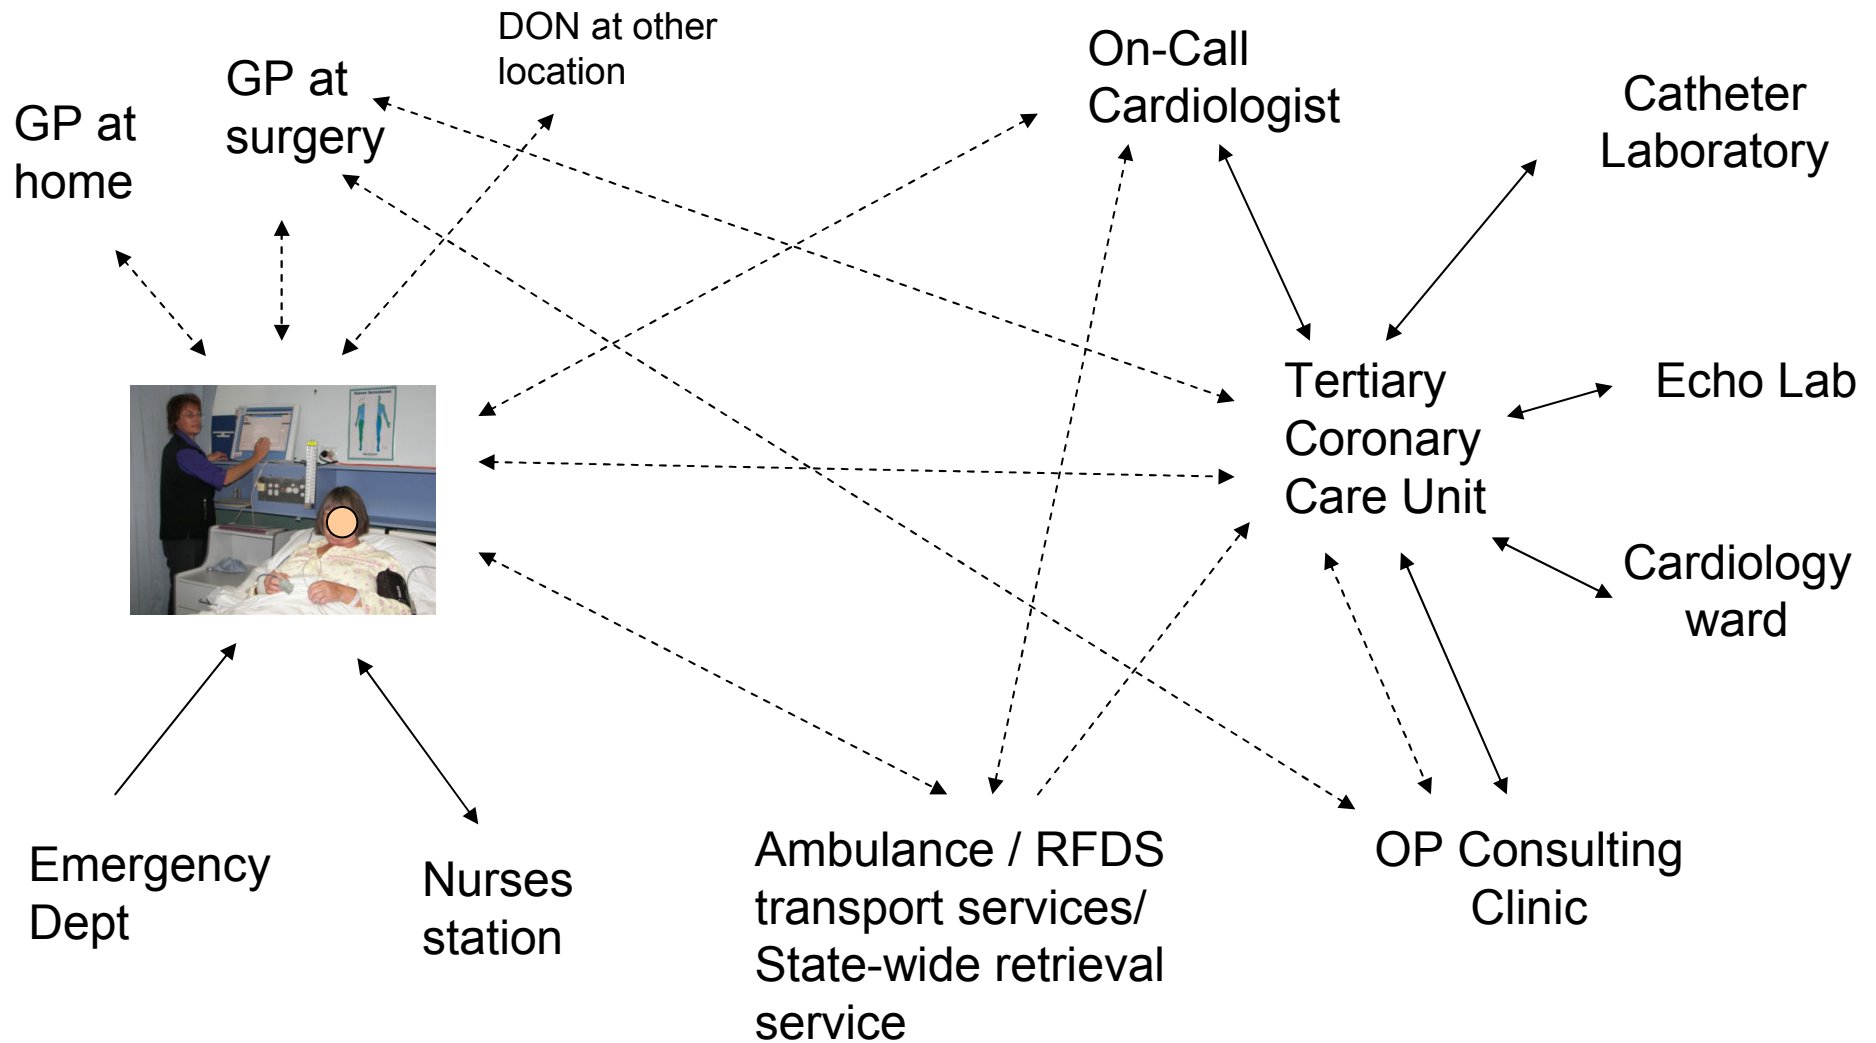 DON at other
location
GP at
surgery
GP at
home
On-Call
Cardiologist
Catheter
Laboratory
Tertiary
Coronary
Care Unit
Echo Lab
Cardiology
ward
Emergency
Dept
Nurses
station
Ambulance / RFDS
transport services/
State-wide retrieval
service
OP Consulting
Clinic